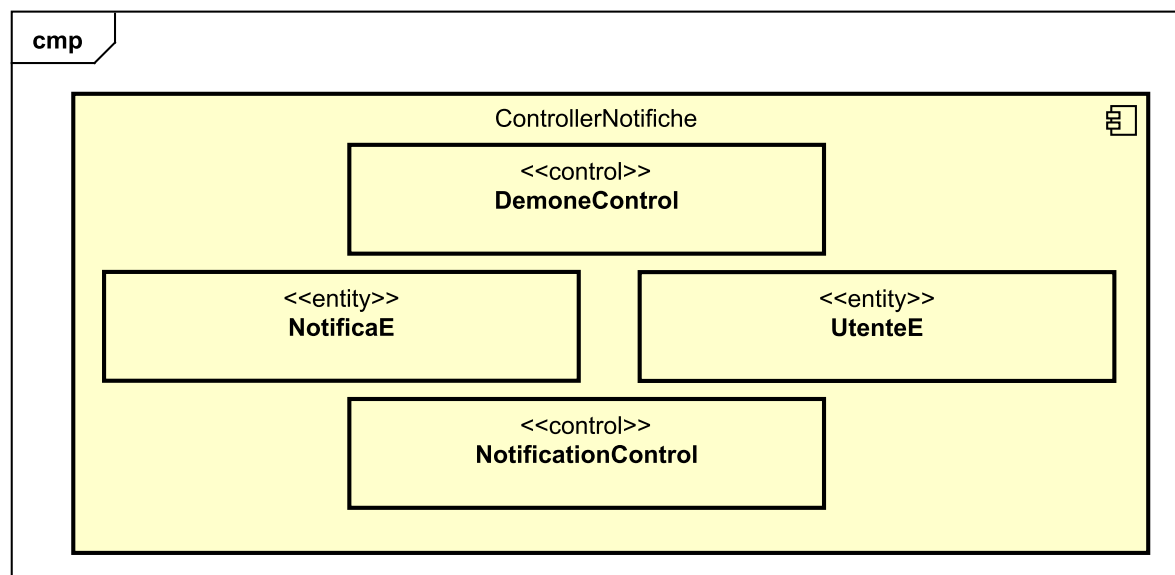 cmp
ControllerNotifiche
<<control>>
DemoneControl
<<entity>>
NotificaE
<<entity>>
UtenteE
<<control>>
NotificationControl